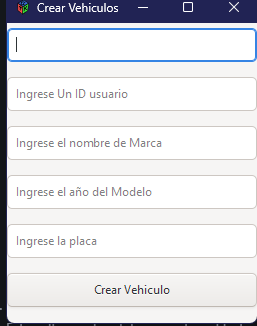 Crear Vehiculos
Ingrese Un ID usuario
Ingrese el nombre de Marca
Ingrese el año del Modelo
Ingrese la placa
Crear Vehiculo